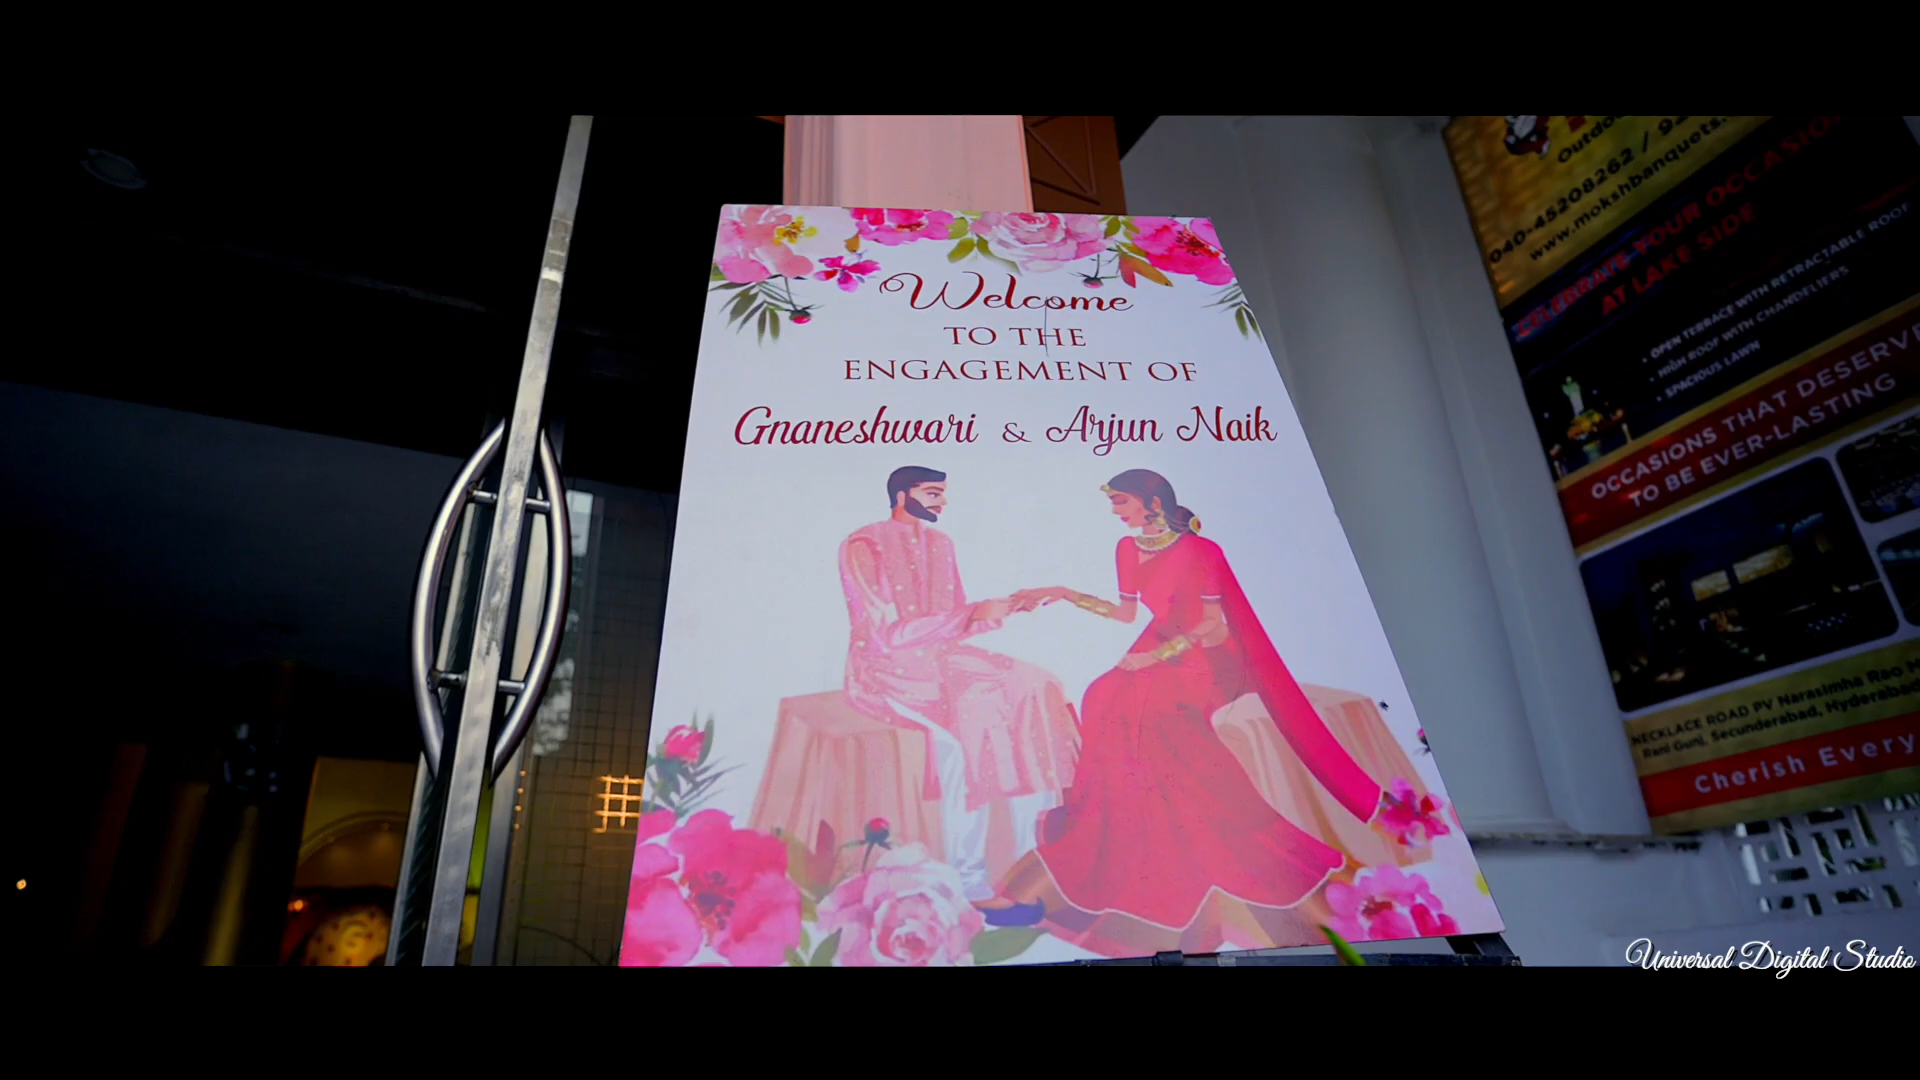 Welcome
TO THE
ENGAGEMENT OF
Gnaneshwari & Arjun Naik
040-45208262 /
www.mokshbanquets.
CELEBRATE YOUR OCCASION
AT LAKE SIDE
• OPEN TERRACE WITH RETRACTABLE ROOF
• HIGH ROOF WITH CHANDELIERS
• SPACIOUS LAWN
OCCASIONS THAT DESERVE
TO BE EVER-LASTING
NECKLACE ROAD PV Narasimha Rao
Rani Gunj, Secunderabad, Hyderabad
Cherish Every
Universal Digital Studio